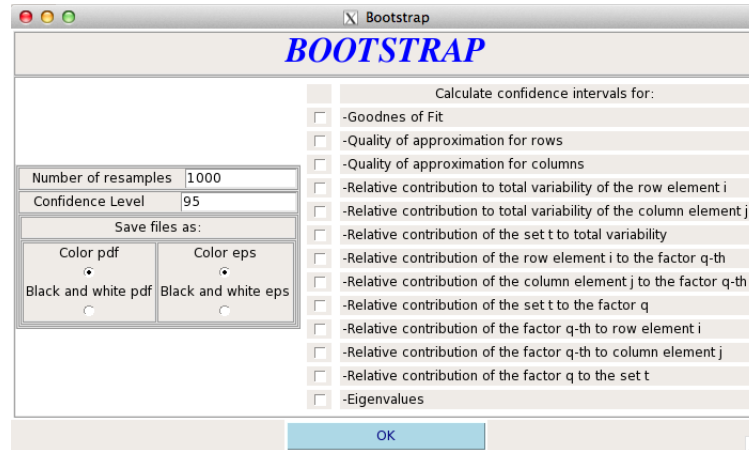 Bootstrap
BOOTSTRAP
Number of resamples 1000
Confidence Level 95
Save files as:
Color pdf Color eps
Black and white pdf Black and white eps
Calculate confidence intervals for:
-Goodnes of Fit
-Quality of approximation for rows
-Quality of approximation for columns
-Relative contribution to total variability of the row element i
-Relative contribution to total variability of the column element j
-Relative contribution of the set t to total variability
-Relative contribution of the row element i to the factor q-th
-Relative contribution of the column element j to the factor q-th
-Relative contribution of the set t to the factor q
-Relative contribution of the factor q-th to row element i
-Relative contribution of the factor q-th to column element j
-Relative contribution of the factor q to the set t
-Eigenvalues
OK